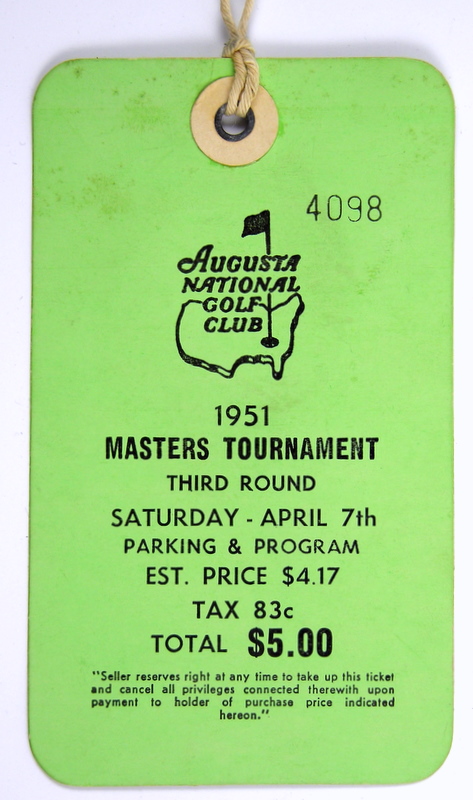 4098
AUGUSTA
NATIONAL
GOLF
CLUB
1951
MASTERS TOURNAMENT
THIRD ROUND
SATURDAY - APRIL 7th
PARKING & PROGRAM
EST. PRICE $4.17
TAX 83c
TOTAL $5.00
"Seller reserves right at any time to take up this ticket
and cancel all privileges connected therewith upon
payment to holder of purchase price indicated
hereon."